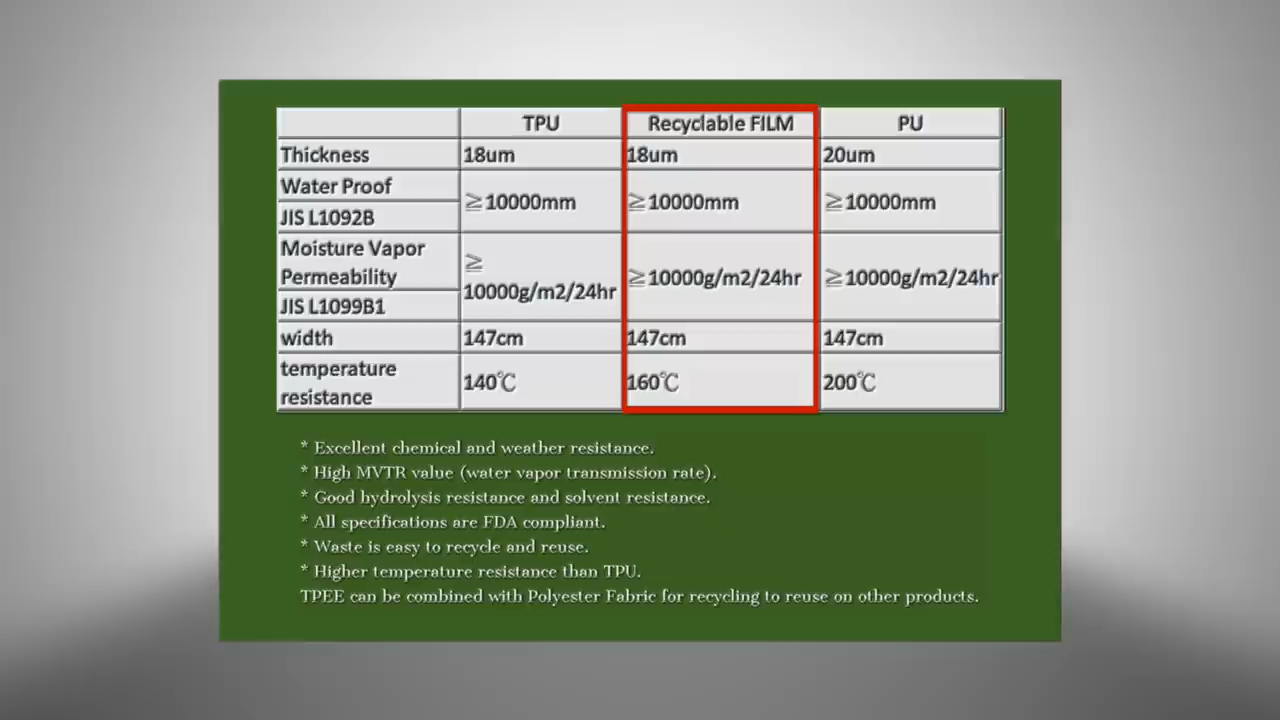 TPU Recyclable FILM PU
Thickness 18um 18um 20um
Water Proof
JIS L1092B
≧10000mm ≧10000mm ≧10000mm
Moisture Vapor
Permeability
JIS L1099B1
≧
10000g/m2/24hr ≧10000g/m2/24hr ≧10000g/m2/24hr
width 147cm 147cm 147cm
temperature
resistance
140℃ 160℃ 200℃
* Excellent chemical and weather resistance.
* High MVTR value (water vapor transmission rate).
* Good hydrolysis resistance and solvent resistance.
* All specifications are FDA compliant.
* Waste is easy to recycle and reuse.
* Higher temperature resistance than TPU.
TPEE can be combined with Polyester Fabric for recycling to reuse on other products.